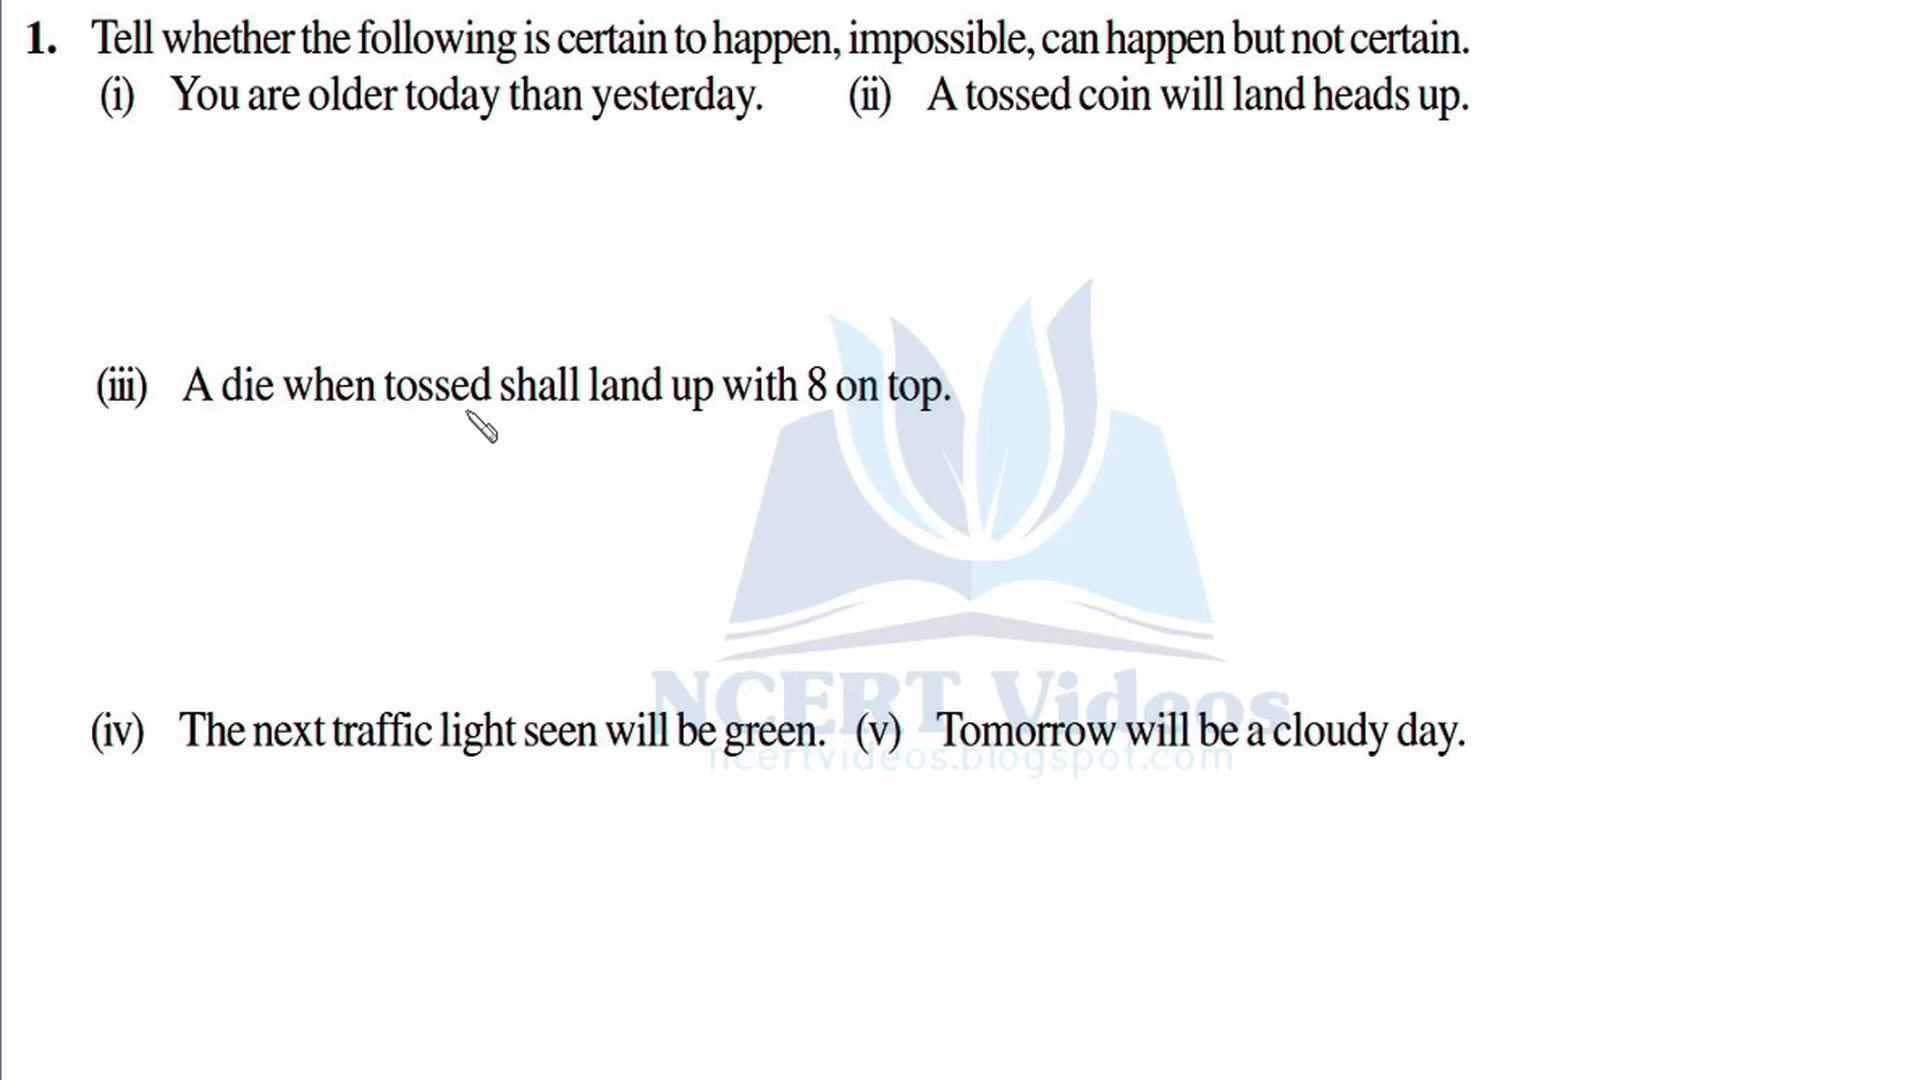 1. Tell whether the following is certain to happen, impossible, can happen but not certain.
(i) You are older today than yesterday. (ii) A tossed coin will land heads up.
(iii) A die when tossed shall land up with 8 on top.
NCERT Videos
(iv) The next traffic light seen will be green. (v) Tomorrow will be a cloudy day.
ncertvideos.blogspot.com